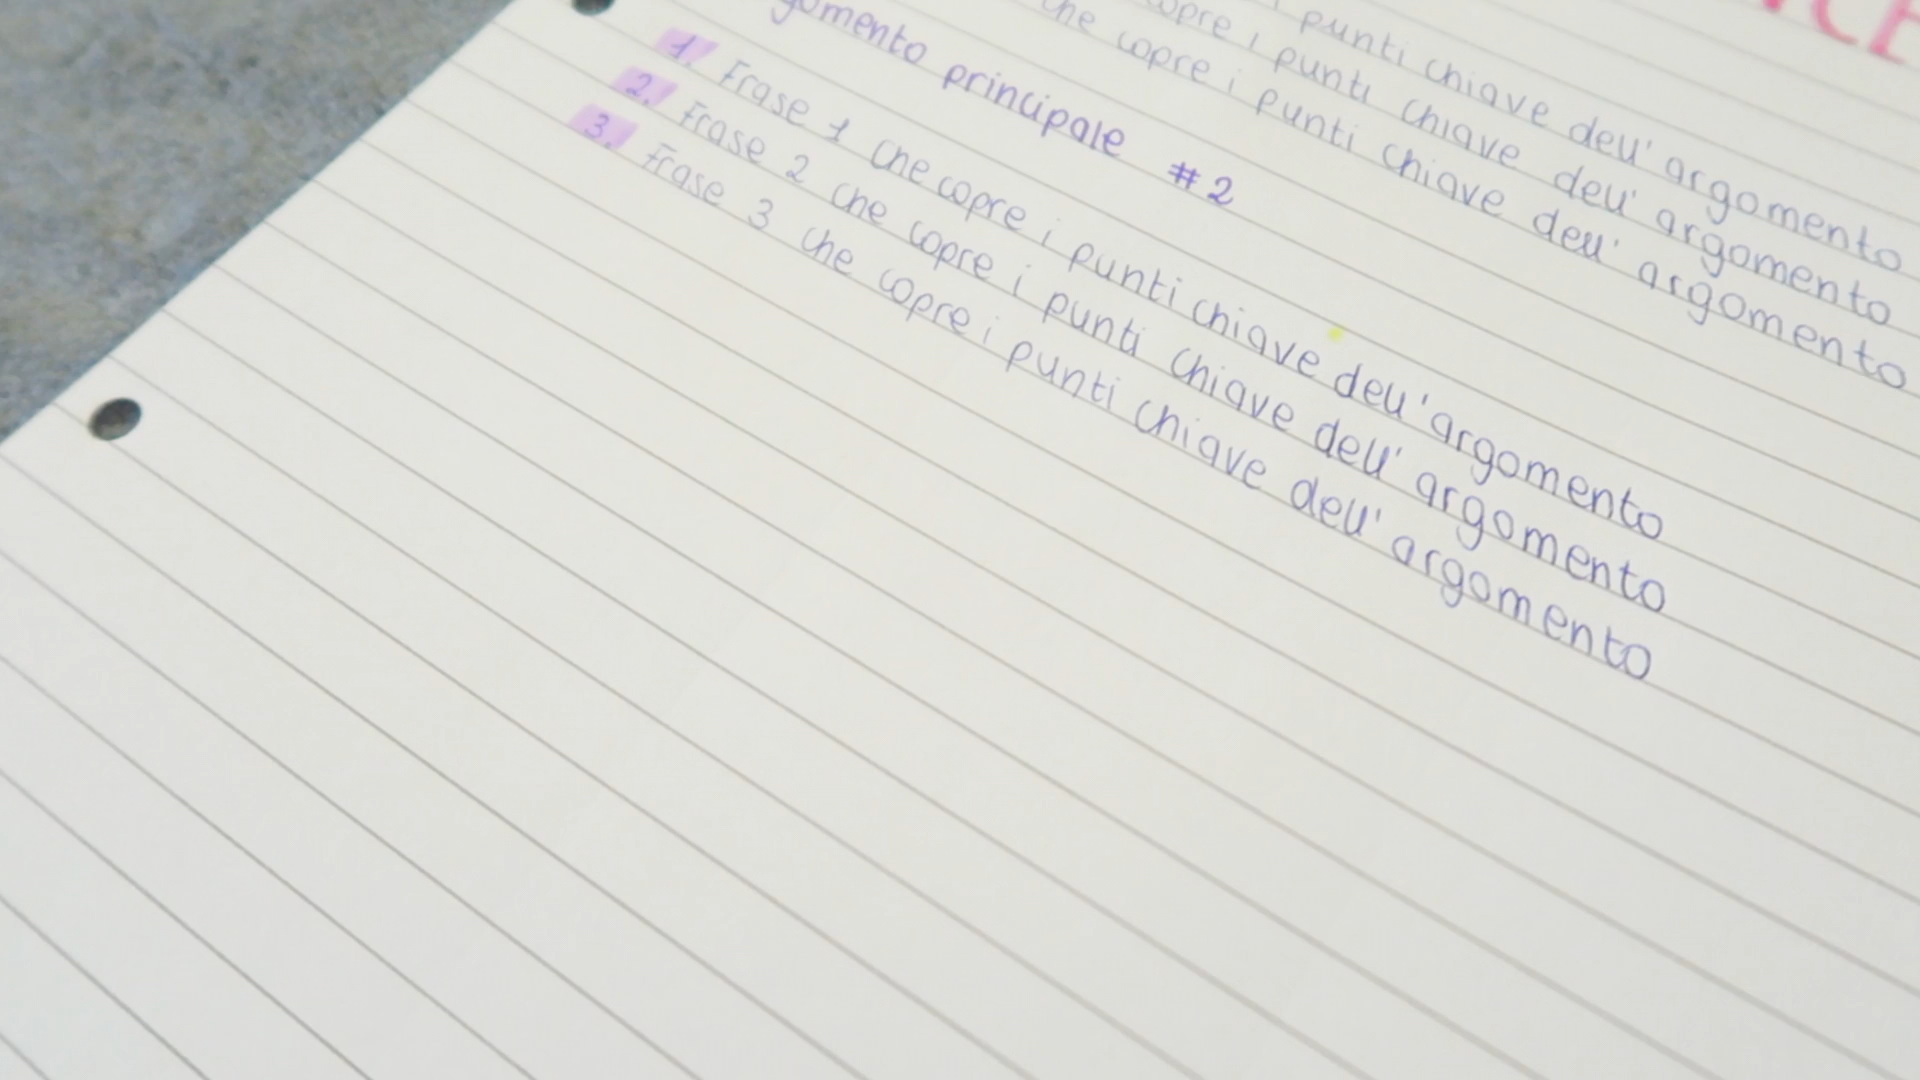 punti chiave dell'argomento
copre i punti chiave dell'argomento
che copre i punti chiave dell'argomento
principale #2
1. Frase 1 che copre i punti chiave dell'argomento
2. Frase 2 che copre i punti chiave dell'argomento
3. Frase 3 che copre i punti chiave dell'argomento